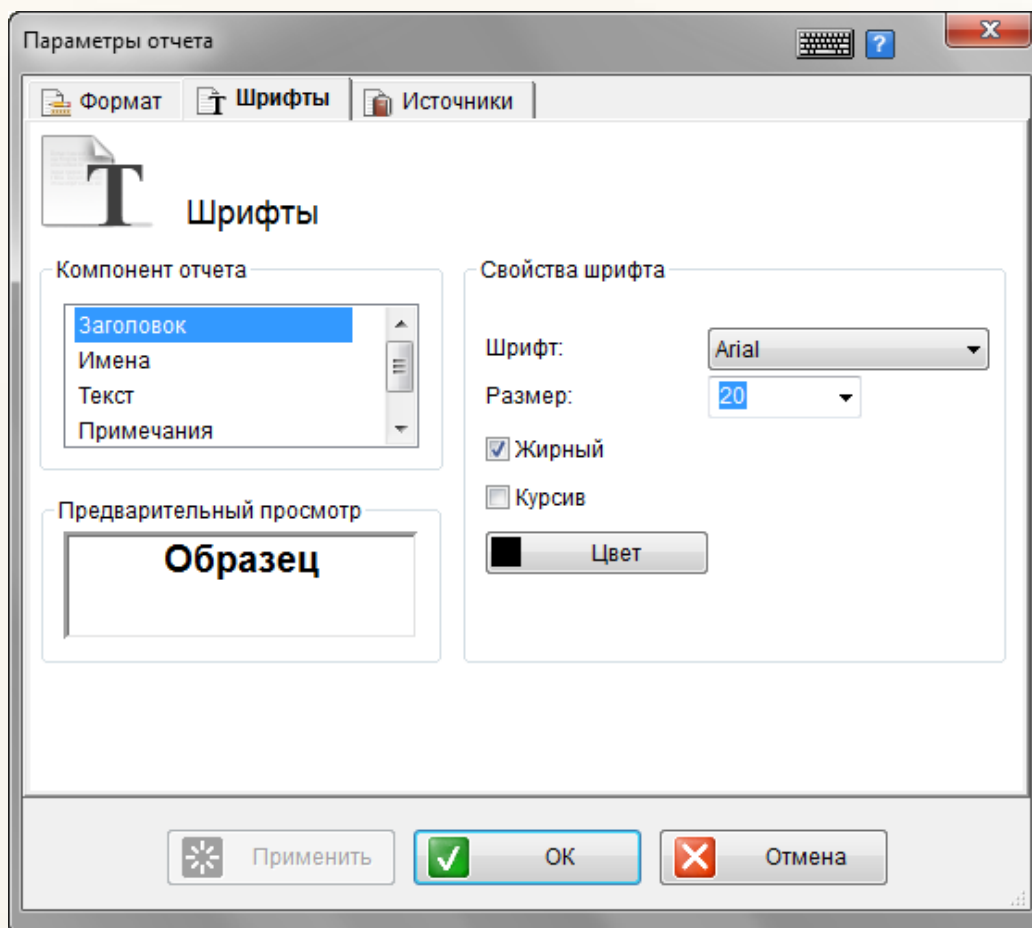 Параметры отчета
?
Формат
Шрифты
Источники
Шрифты
Компонент отчета
Заголовок
Имена
Текст
Примечания
Предварительный просмотр
Образец
Свойства шрифта
Шрифт: Arial
Размер: 20
Жирный
Курсив
Цвет
Применить
ОК
Отмена